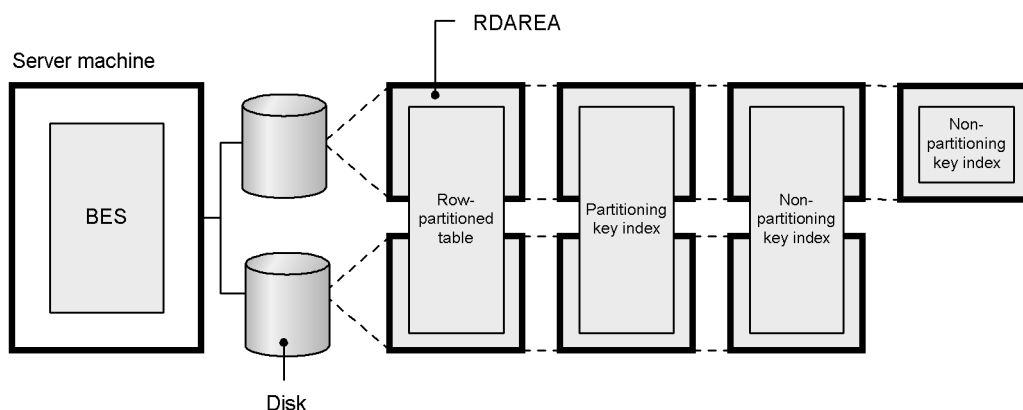 RDAREA
Server machine
BES
Row-
partitioned
table
Partitioning
key index
Non-
partitioning
key index
Non-
partitioning
key index
Disk